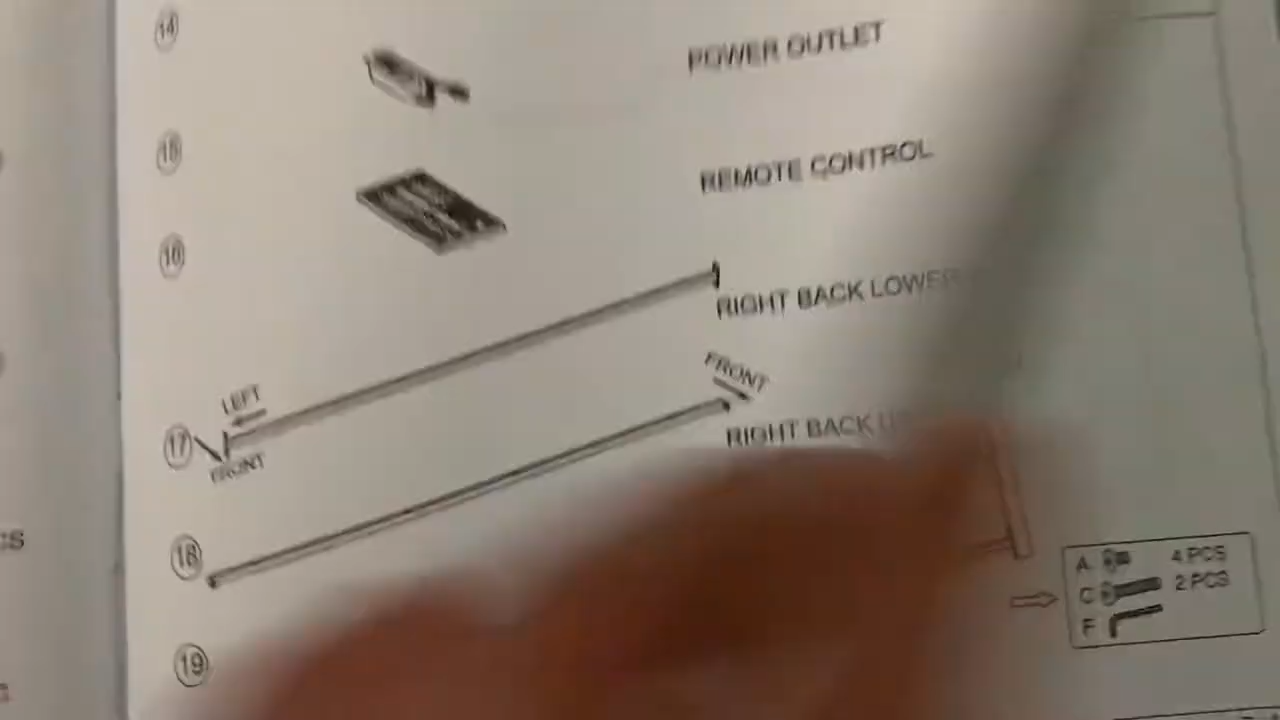 14
POWER OUTLET
15
REMOTE CONTROL
16
RIGHT BACK LOWER
LEFT
FRONT
17
FRONT
RIGHT BACK
18
A 4 PCS
C 2 PCS
F
19